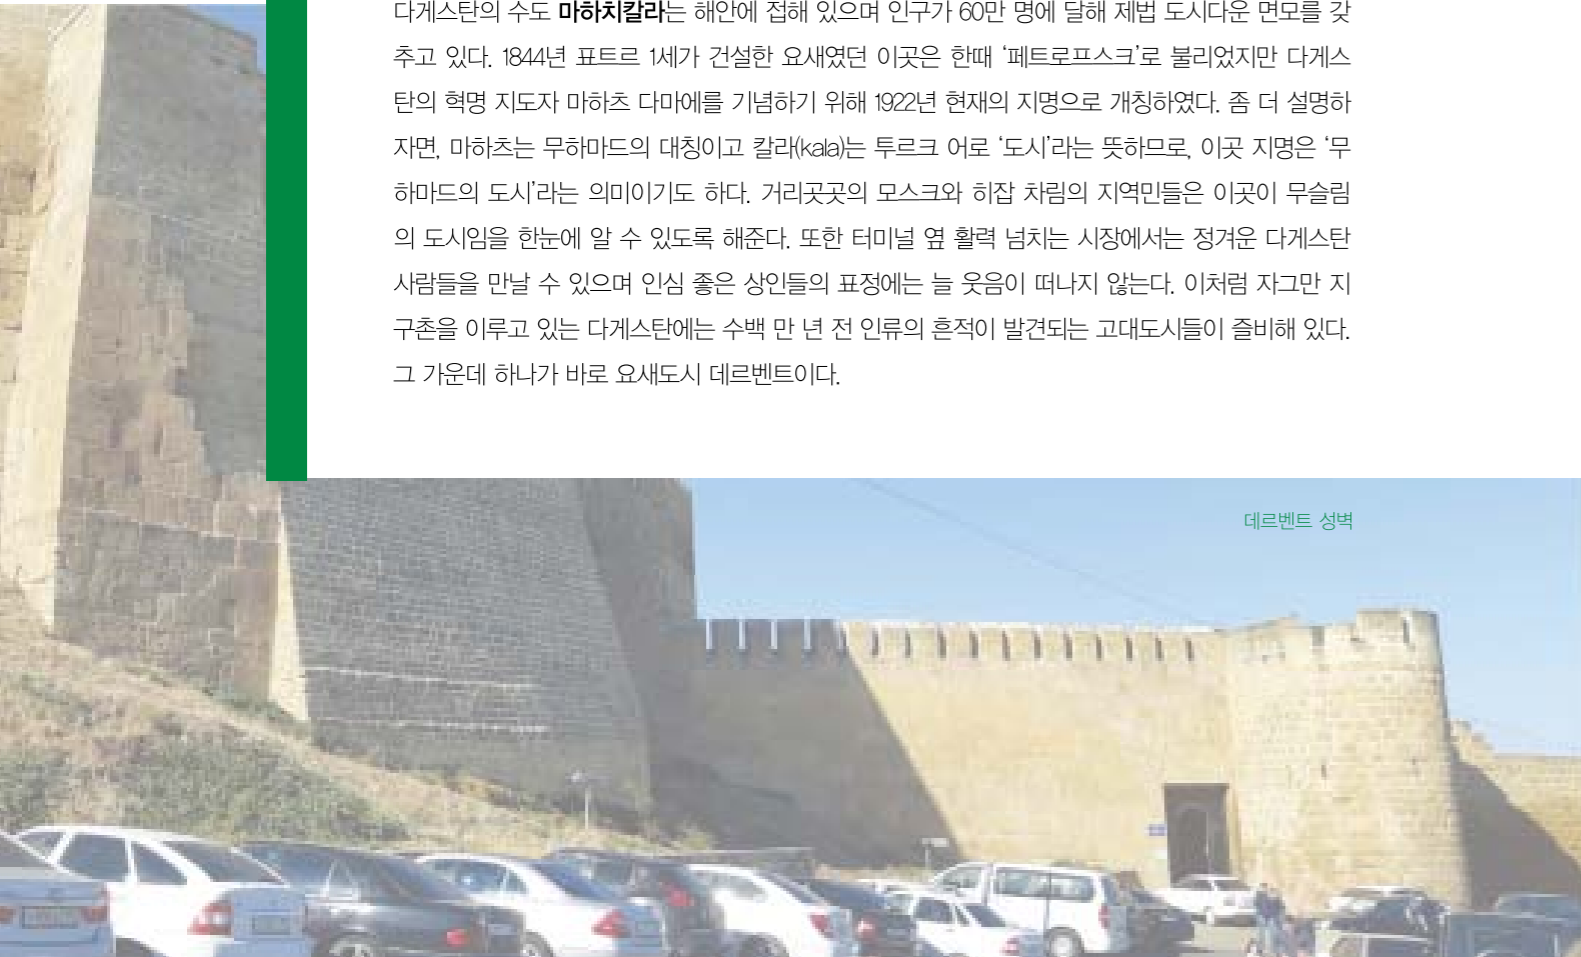 다게스탄의 수도 마하치칼라는 해안에 접해 있으며 인구가 60만 명에 달해 제법 도시다운 면모를 갖
추고 있다. 1844년 표트르 1세가 건설한 요새였던 이곳은 한때 ‘페트로프스크’로 불리었지만 다게스
탄의 혁명 지도자 마하츠 다마에를 기념하기 위해 1922년 현재의 지명으로 개칭하였다. 좀 더 설명하
자면, 마하츠는 무하마드의 대칭이고 칼라(kala)는 투르크 어로 ‘도시’라는 뜻하므로, 이곳 지명은 ‘무
하마드의 도시’라는 의미이기도 하다. 거리곳곳의 모스크와 히잡 차림의 지역민들은 이곳이 무슬림
의 도시임을 한눈에 알 수 있도록 해준다. 또한 터미널 옆 활력 넘치는 시장에서는 정겨운 다게스탄
사람들을 만날 수 있으며 인심 좋은 상인들의 표정에는 늘 웃음이 떠나지 않는다. 이처럼 자그만 지
구촌을 이루고 있는 다게스탄에는 수백 만 년 전 인류의 흔적이 발견되는 고대도시들이 즐비해 있다.
그 가운데 하나가 바로 요새도시 데르벤트이다.
데르벤트 성벽